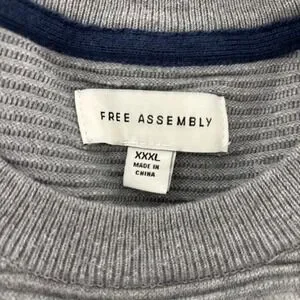 FREE ASSEMBLY
XXXL
MADE IN
CHINA